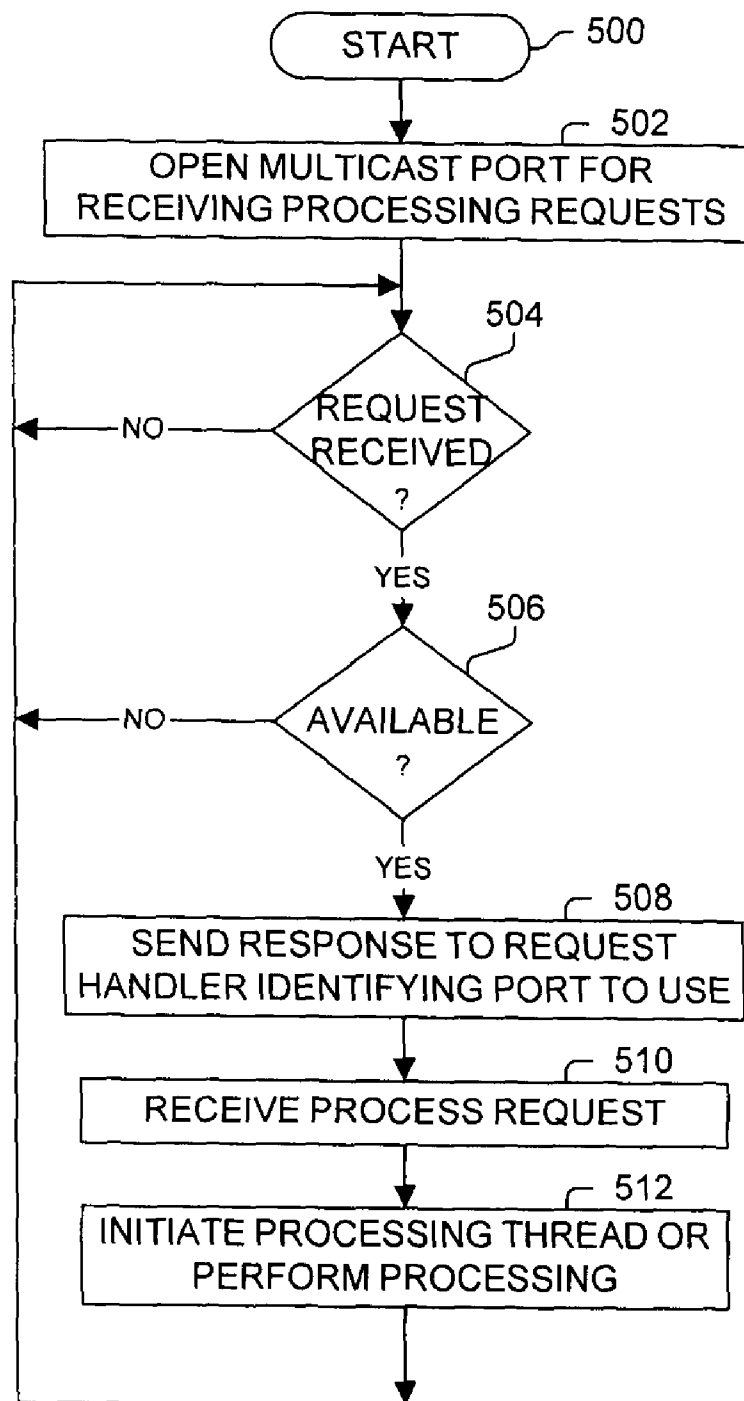 START
500
502
OPEN MULTICAST PORT FOR
RECEIVING PROCESSING REQUESTS
504
REQUEST
RECEIVED
?
NO
YES
506
AVAILABLE
?
NO
YES
508
SEND RESPONSE TO REQUEST
HANDLER IDENTIFYING PORT TO USE
510
RECEIVE PROCESS REQUEST
512
INITIATE PROCESSING THREAD OR
PERFORM PROCESSING